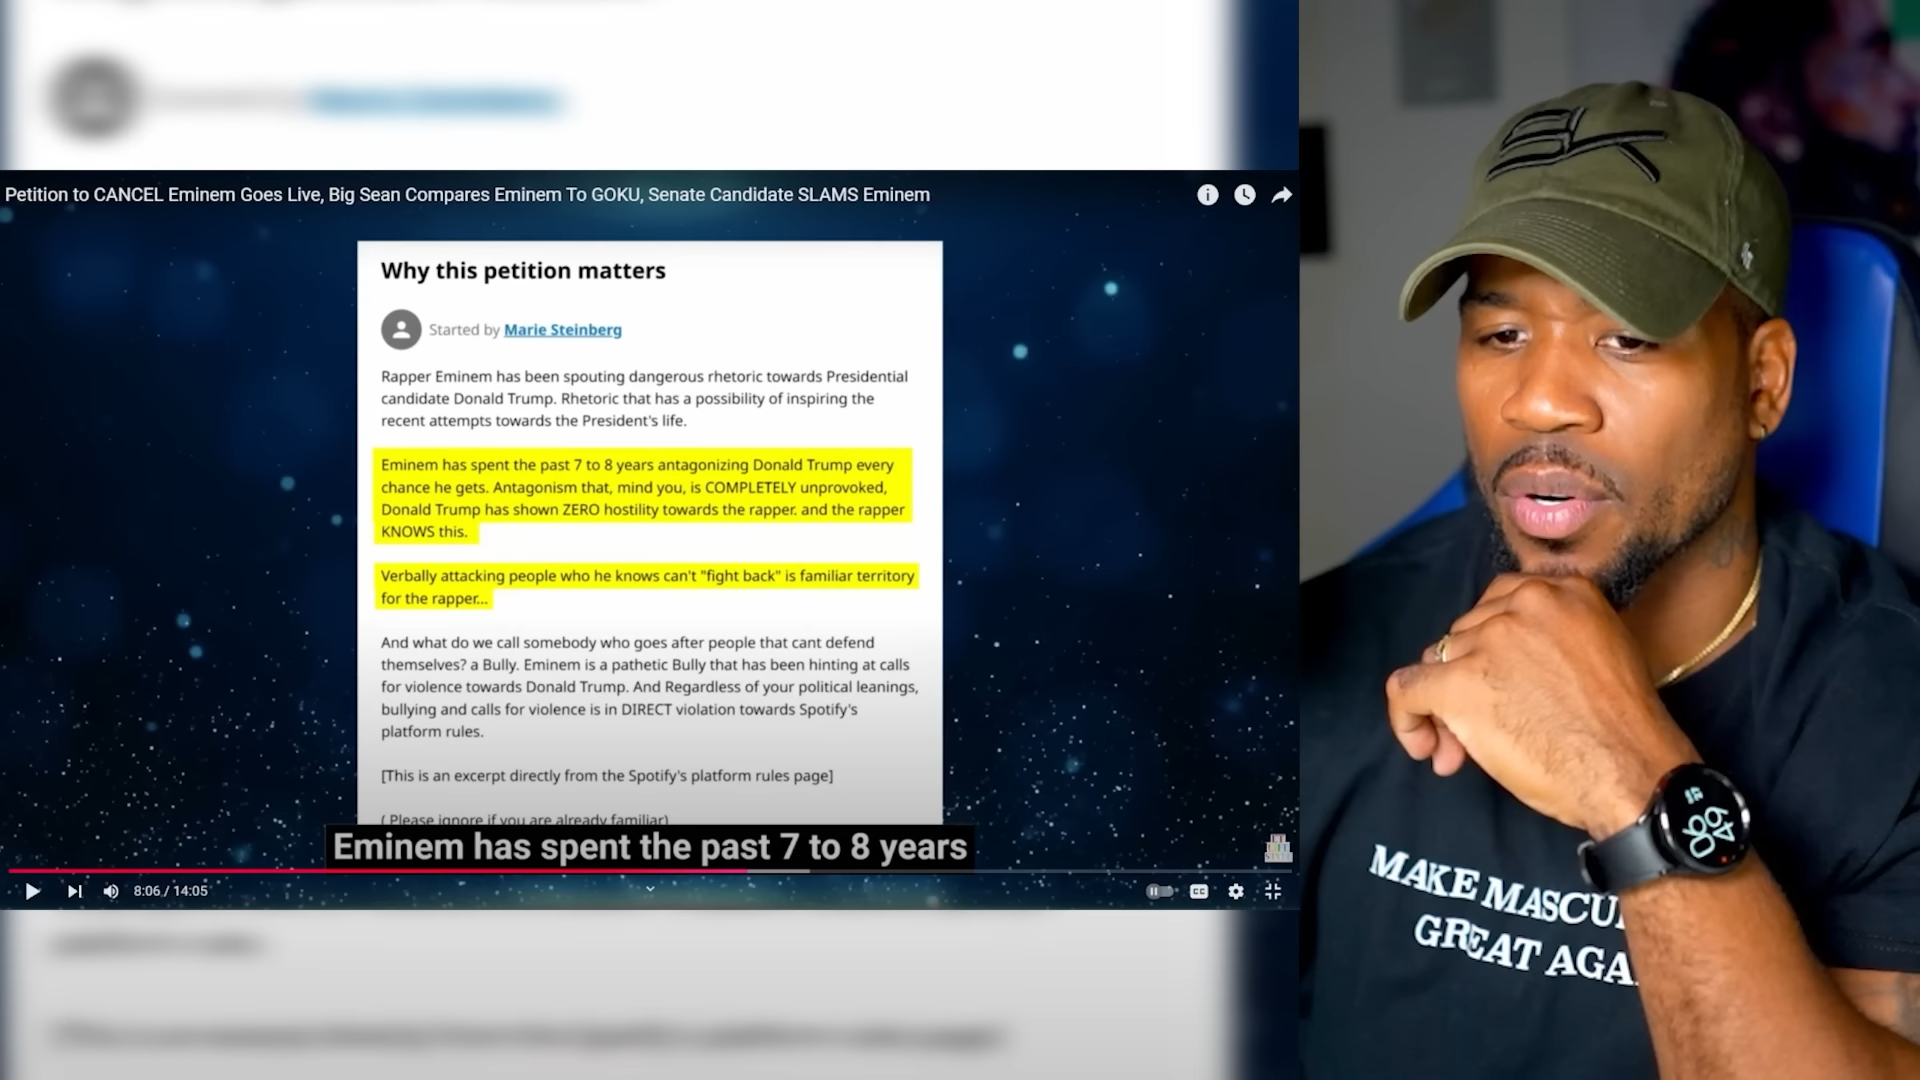 Petition to CANCEL Eminem Goes Live, Big Sean Compares Eminem To GOKU, Senate Candidate SLAMS Eminem
Why this petition matters
Started by Marie Steinberg
Rapper Eminem has been spouting dangerous rhetoric towards Presidential
candidate Donald Trump. Rhetoric that has a possibility of inspiring the
recent attempts towards the President's life.
Eminem has spent the past 7 to 8 years antagonizing Donald Trump every
chance he gets. Antagonism that, mind you, is COMPLETELY unprovoked,
Donald Trump has shown ZERO hostility towards the rapper. and the rapper
KNOWS this.
Verbally attacking people who he knows can't "fight back" is familiar territory
for the rapper...
And what do we call somebody who goes after people that cant defend
themselves? a Bully. Eminem is a pathetic Bully that has been hinting at calls
for violence towards Donald Trump. And Regardless of your political leanings,
bullying and calls for violence is in DIRECT violation towards Spotify's
platform rules.
[This is an excerpt directly from the Spotify's platform rules page]
( Please ignore if you are already familiar)
Eminem has spent the past 7 to 8 years
8:06 / 14:05
CC
MAKE MASCU
GREAT AGA